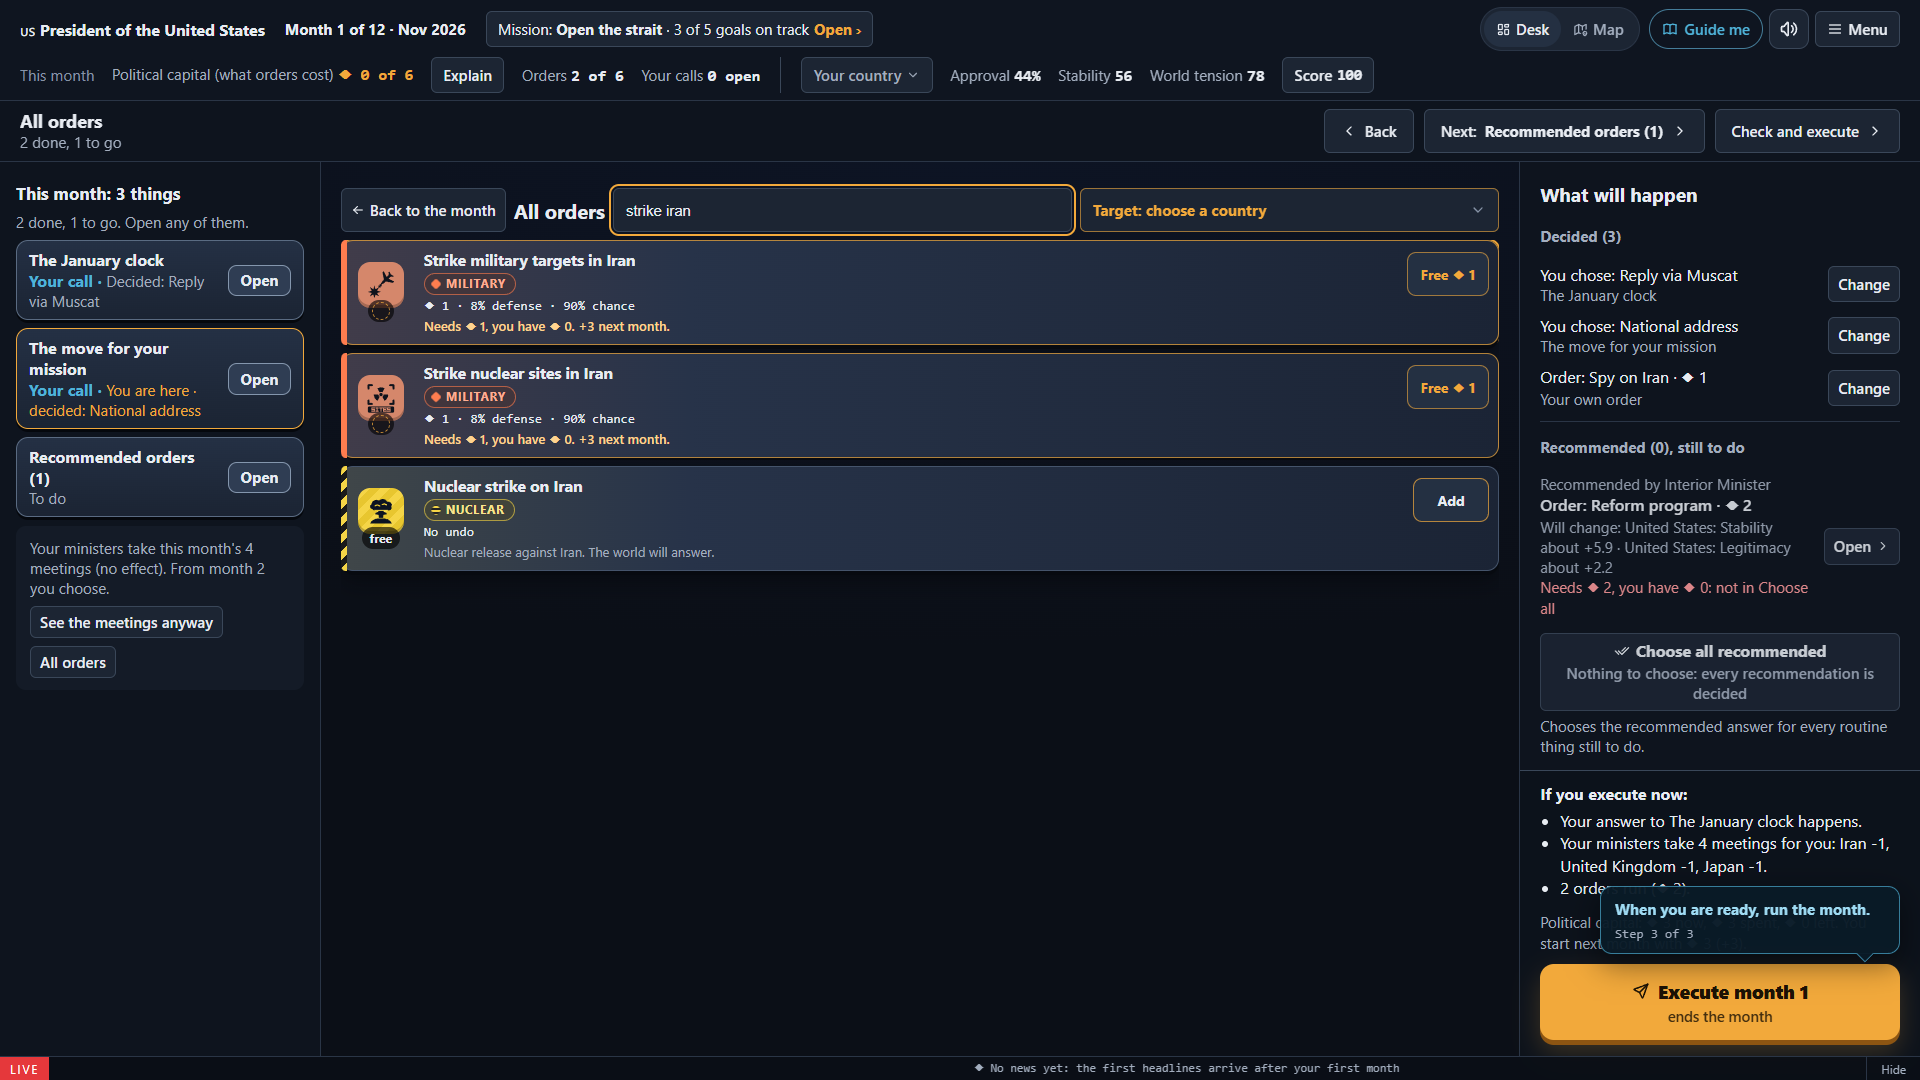 US President of the United States
Month 1 of 12 · Nov 2026
Mission: Open the strait · 3 of 5 goals on track Open ›
Desk
Map
Guide me
Menu
This month
Political capital (what orders cost) ◆ 0 of 6
Explain
Orders 2 of 6
Your calls 0 open
Your country
Approval 44%
Stability 56
World tension 78
Score 100
All orders
2 done, 1 to go
Back
Next: Recommended orders (1)
Check and execute
This month: 3 things
2 done, 1 to go. Open any of them.
The January clock
Your call · Decided: Reply
via Muscat
Open
The move for your
mission
Your call · You are here ·
decided: National address
Open
Recommended orders
(1)
To do
Open
Your ministers take this month's 4
meetings (no effect). From month 2
you choose.
See the meetings anyway
All orders
← Back to the month
All orders
strike iran
Target: choose a country
Strike military targets in Iran
◆ MILITARY
◆ 1 · 8% defense · 90% chance
Needs ◆ 1, you have ◆ 0. +3 next month.
Free ◆ 1
Strike nuclear sites in Iran
SITES
◆ MILITARY
◆ 1 · 8% defense · 90% chance
Needs ◆ 1, you have ◆ 0. +3 next month.
Free ◆ 1
Nuclear strike on Iran
NUCLEAR
free
No undo
Nuclear release against Iran. The world will answer.
Add
What will happen
Decided (3)
You chose: Reply via Muscat
The January clock
Change
You chose: National address
The move for your mission
Change
Order: Spy on Iran · ◆ 1
Your own order
Change
Recommended (0), still to do
Recommended by Interior Minister
Order: Reform program · ◆ 2
Will change: United States: Stability
about +5.9 · United States: Legitimacy
about +2.2
Needs ◆ 2, you have ◆ 0: not in Choose
all
Open
Choose all recommended
Nothing to choose: every recommendation is
decided
Chooses the recommended answer for every routine
thing still to do.
If you execute now:
• Your answer to The January clock happens.
• Your ministers take 4 meetings for you: Iran -1,
United Kingdom -1, Japan -1.
• 2 orders run
Political
start next
When you are ready, run the month.
Step 3 of 3
Execute month 1
ends the month
LIVE
◆ No news yet: the first headlines arrive after your first month
Hide